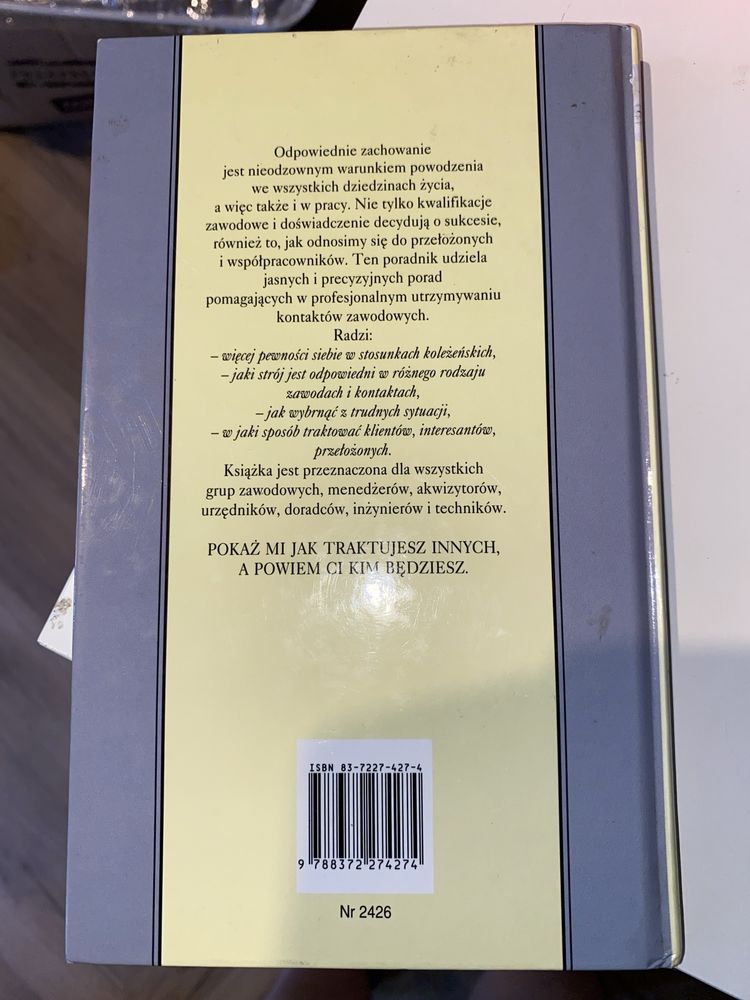 Odpowiednie zachowanie
jest nieodzownym warunkiem powodzenia
we wszystkich dziedzinach życia,
a więc także i w pracy. Nie tylko kwalifikacje
zawodowe i doświadczenie decydują o sukcesie,
również to, jak odnosimy się do przełożonych
i współpracowników. Ten poradnik udziela
jasnych i precyzyjnych porad
pomagających w profesjonalnym utrzymywaniu
kontaktów zawodowych.
Radzi:
– więcej pewności siebie w stosunkach koleżeńskich,
– jaki strój jest odpowiedni w różnego rodzaju
zawodach i kontaktach,
– jak wybrnąć z trudnych sytuacji,
– w jaki sposób traktować klientów, interesantów,
przełożonych.
Książka jest przeznaczona dla wszystkich
grup zawodowych, menedżerów, akwizytorów,
urzędników, doradców, inżynierów i techników.
POKAŻ MI JAK TRAKTUJESZ INNYCH,
A POWIEM CI KIM BĘDZIESZ.
ISBN 83-7227-427-4
9 788372 274274
Nr 2426